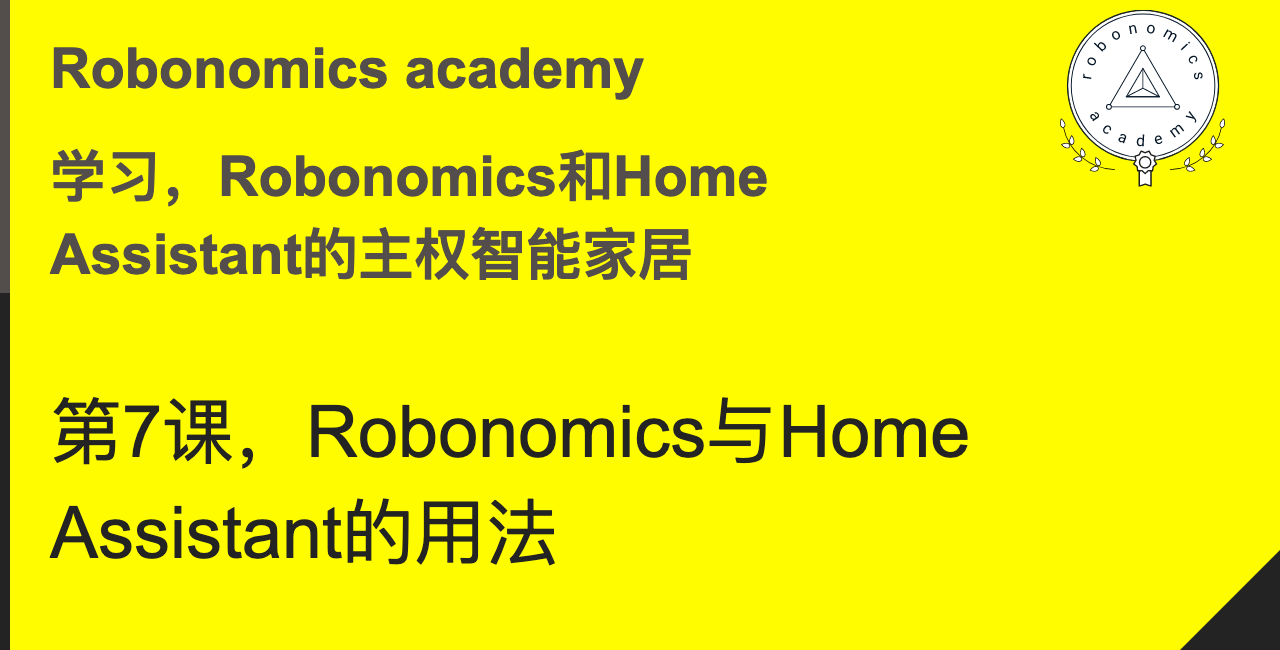 Robonomics academy
robonomics
academy
学习，Robonomics和Home
Assistant的主权智能家居
第7课，Robonomics与Home
Assistant的用法